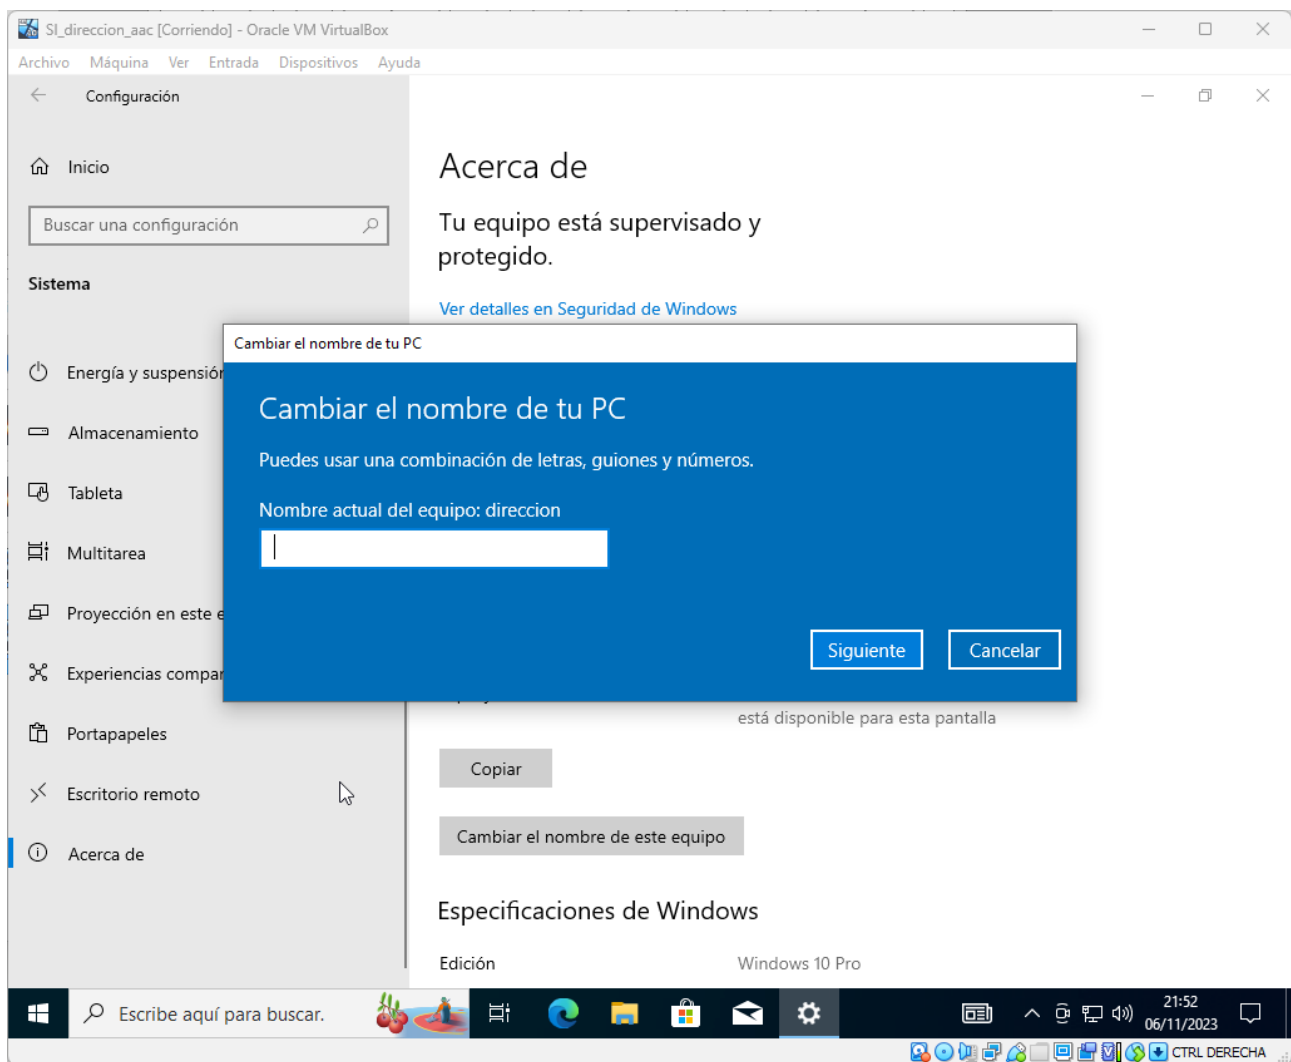 SI_direccion_aac [Corriendo] - Oracle VM VirtualBox
Archivo Máquina Ver Entrada Dispositivos Ayuda
Configuración
Inicio
Buscar una configuración
Sistema
Energía y suspensión
Almacenamiento
Tableta
Multitarea
Proyección en este e
Experiencias compar
Portapapeles
Escritorio remoto
Acerca de
Acerca de
Tu equipo está supervisado y
protegido.
Ver detalles en Seguridad de Windows
Cambiar el nombre de tu PC
Cambiar el nombre de tu PC
Puedes usar una combinación de letras, guiones y números.
Nombre actual del equipo: direccion
Siguiente
Cancelar
está disponible para esta pantalla
Copiar
Cambiar el nombre de este equipo
Especificaciones de Windows
Edición Windows 10 Pro
Escribe aquí para buscar.
21:52
06/11/2023
CTRL DERECHA